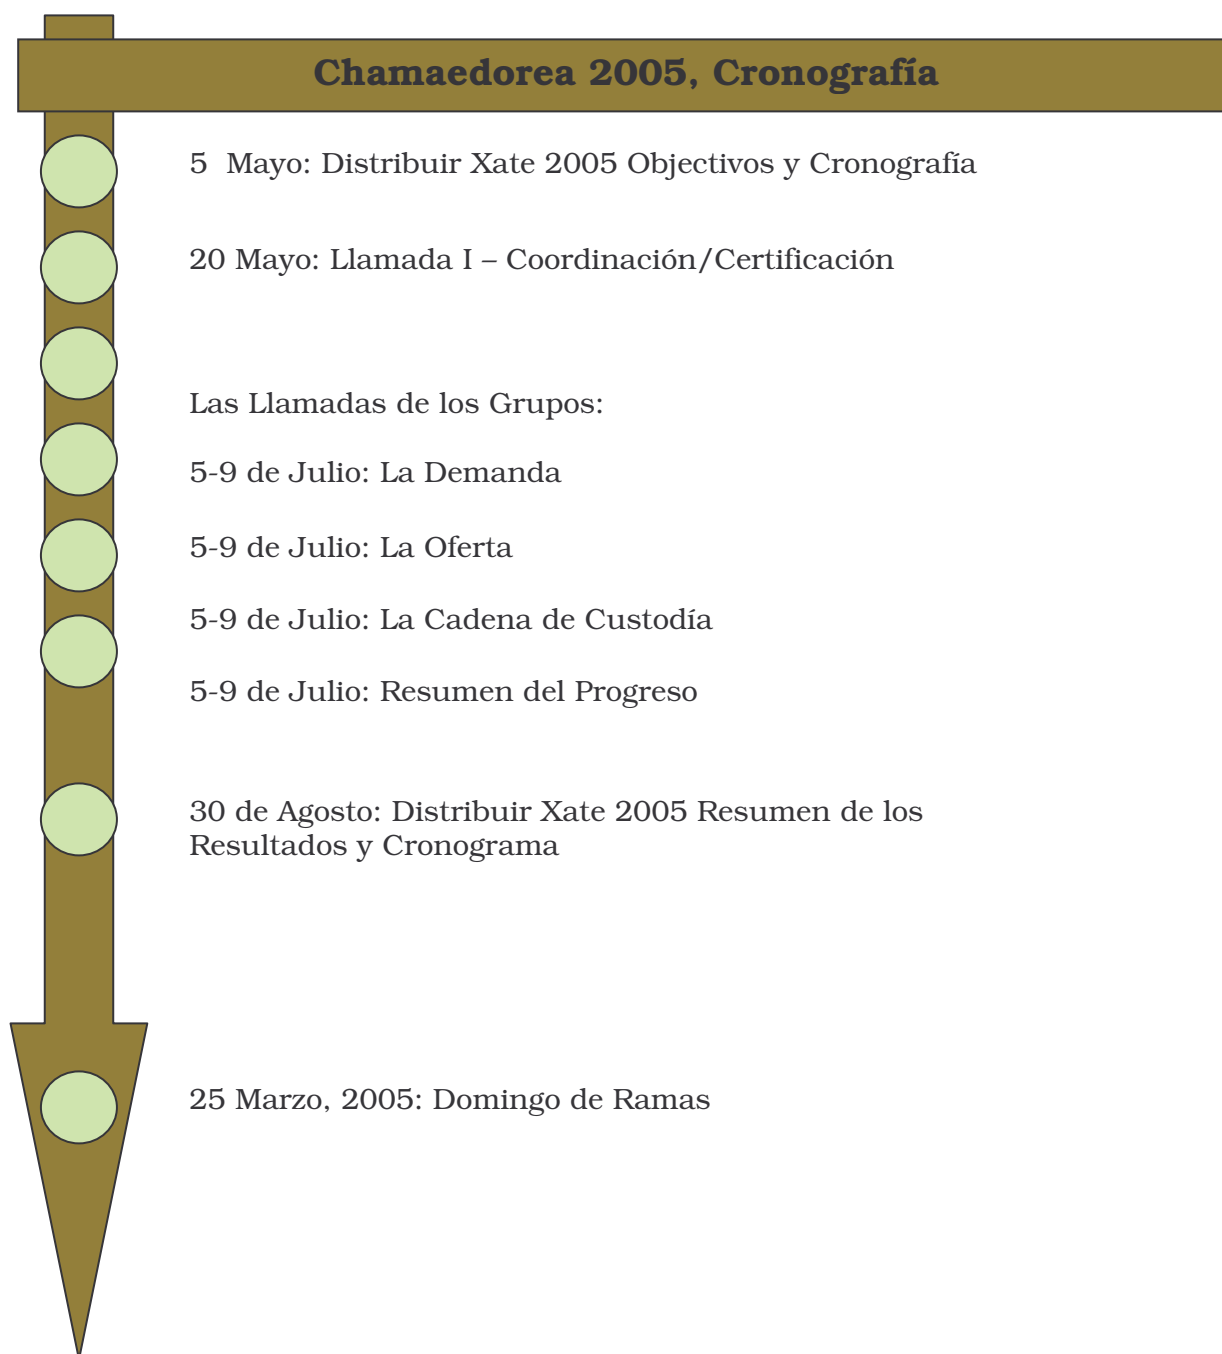 Chamaedorea 2005, Cronografía
5 Mayo: Distribuir Xate 2005 Objectivos y Cronografía
20 Mayo: Llamada I – Coordinación/Certificación
Las Llamadas de los Grupos:
5-9 de Julio: La Demanda
5-9 de Julio: La Oferta
5-9 de Julio: La Cadena de Custodía
5-9 de Julio: Resumen del Progreso
30 de Agosto: Distribuir Xate 2005 Resumen de los
Resultados y Cronograma
25 Marzo, 2005: Domingo de Ramas